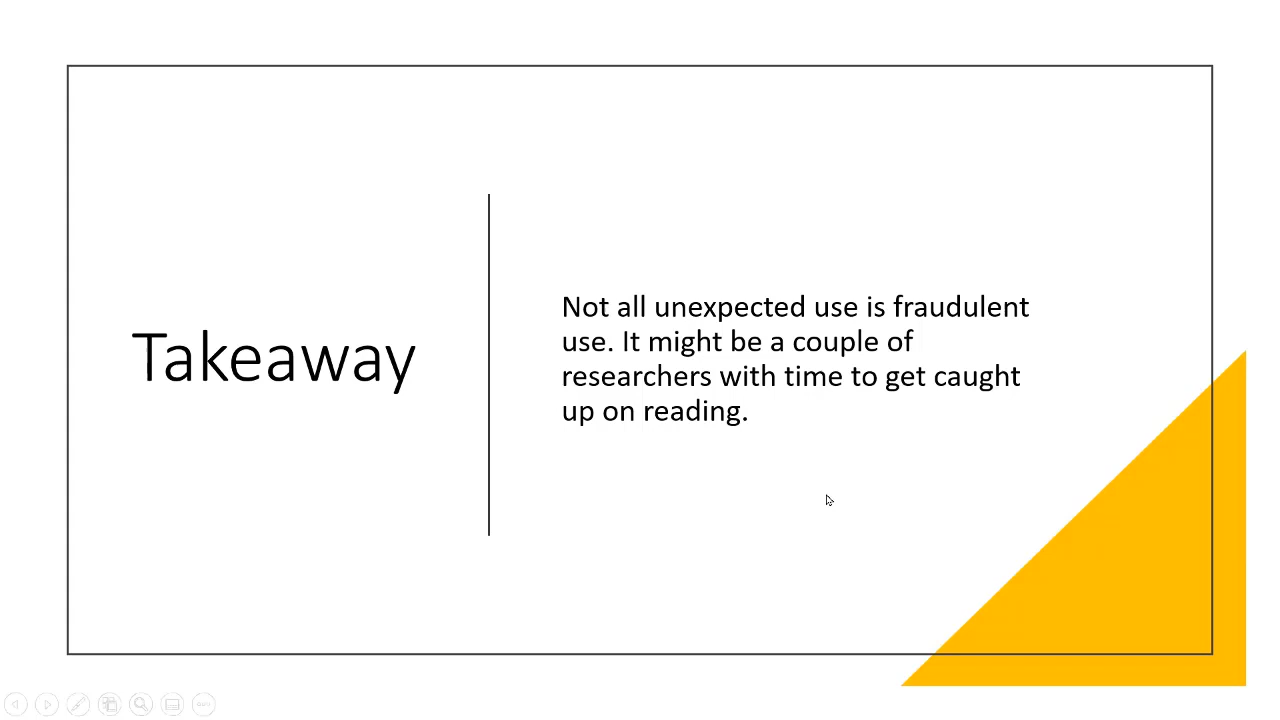 Takeaway
Not all unexpected use is fraudulent
use. It might be a couple of
researchers with time to get caught
up on reading.